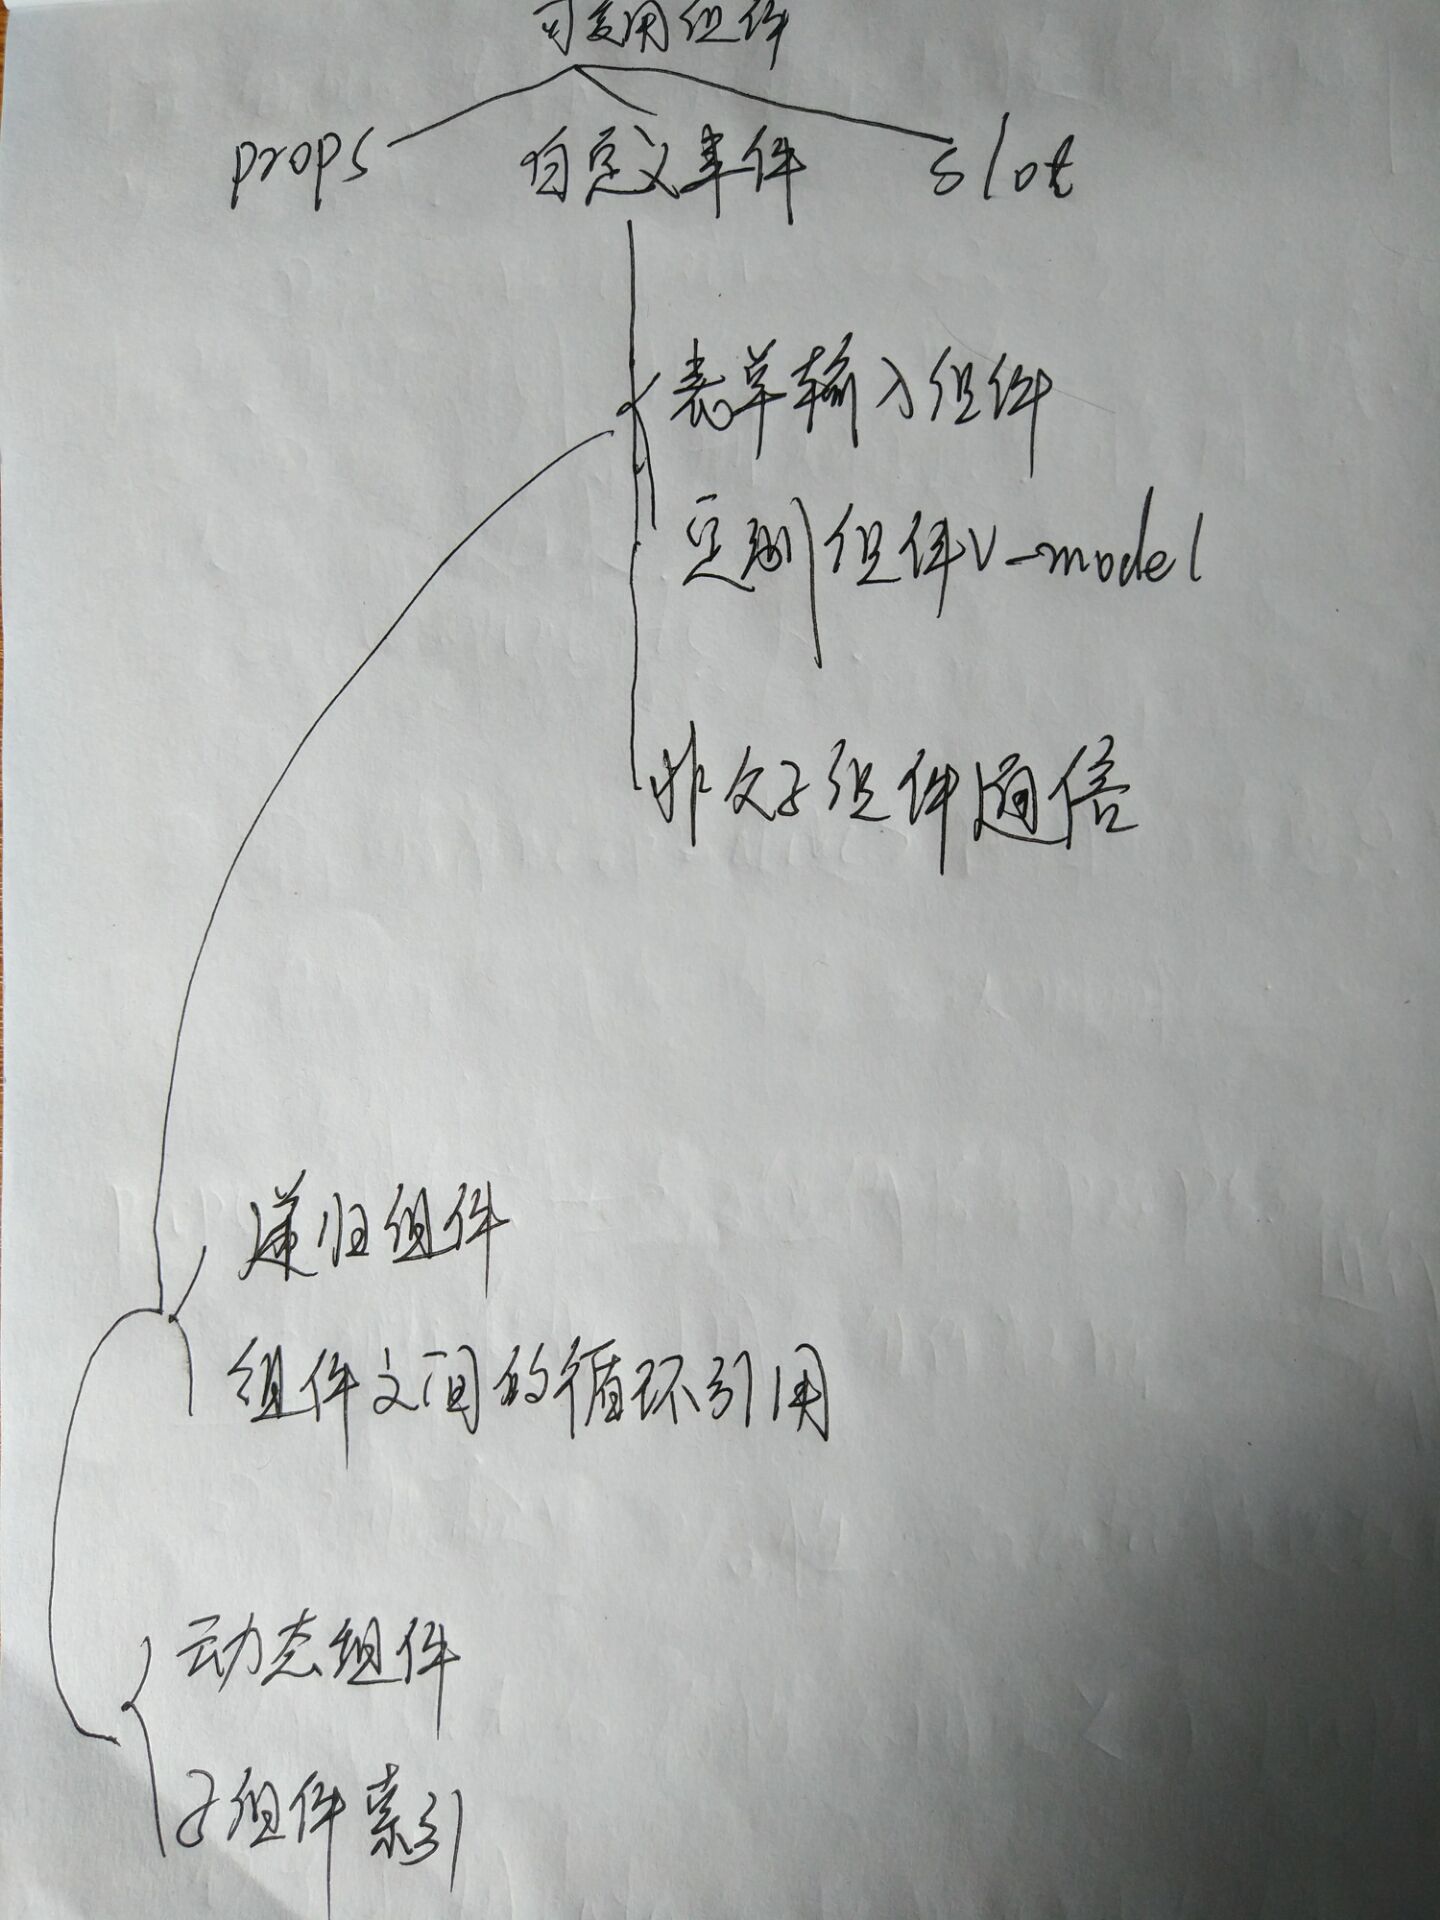 可复用组件
props 自定义事件 slot
表单输入组件
定制组件v-model
非父子组件通信
递归组件
组件之间的循环引用
动态组件
子组件索引